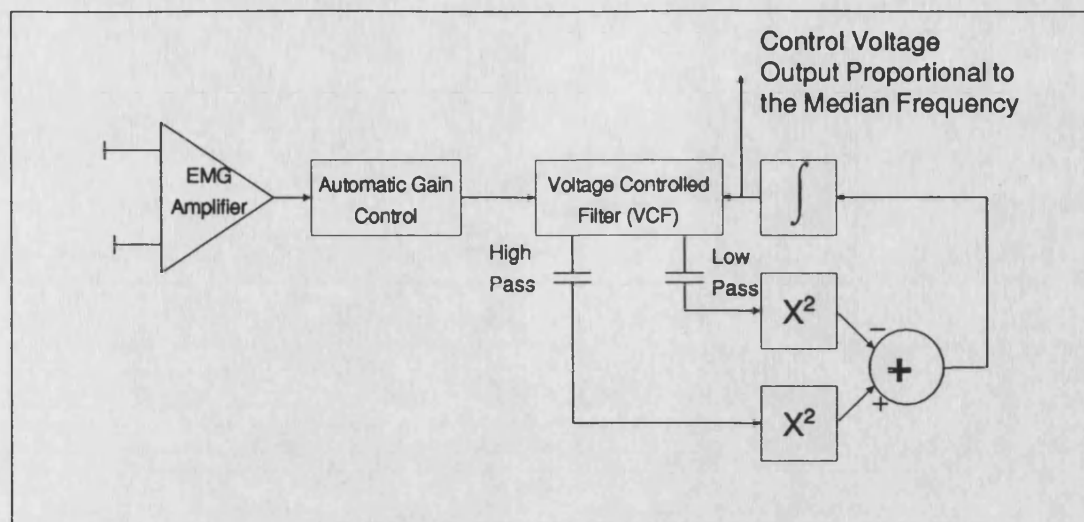 Control Voltage
Output Proportional to
the Median Frequency
EMG
Amplifier
Automatic Gain
Control
Voltage Controlled
Filter (VCF)
∫
High
Pass
Low
Pass
X²
−
+
+
X²